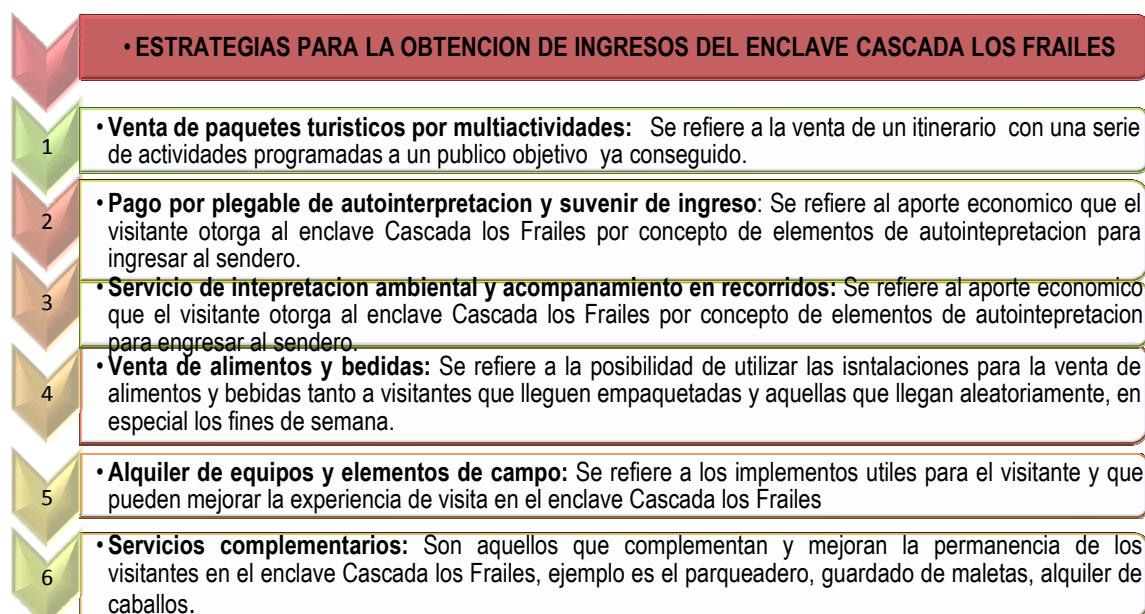 • ESTRATEGIAS PARA LA OBTENCION DE INGRESOS DEL ENCLAVE CASCADA LOS FRAILES
1
• Venta de paquetes turisticos por multiactividades: Se refiere a la venta de un itinerario con una serie
de actividades programadas a un publico objetivo ya conseguido.
2
• Pago por plegable de autointerpretacion y suvenir de ingreso: Se refiere al aporte economico que el
visitante otorga al enclave Cascada los Frailes por concepto de elementos de autointepretacion para
ingresar al sendero.
3
• Servicio de intepretacion ambiental y acompanamiento en recorridos: Se refiere al aporte economico
que el visitante otorga al enclave Cascada los Frailes por concepto de elementos de autointepretacion
para engresar al sendero.
4
• Venta de alimentos y bedidas: Se refiere a la posibilidad de utilizar las isntalaciones para la venta de
alimentos y bebidas tanto a visitantes que lleguen empaquetadas y aquellas que llegan aleatoriamente, en
especial los fines de semana.
5
• Alquiler de equipos y elementos de campo: Se refiere a los implementos utiles para el visitante y que
pueden mejorar la experiencia de visita en el enclave Cascada los Frailes
6
• Servicios complementarios: Son aquellos que complementan y mejoran la permanencia de los
visitantes en el enclave Cascada los Frailes, ejemplo es el parqueadero, guardado de maletas, alquiler de
caballos.